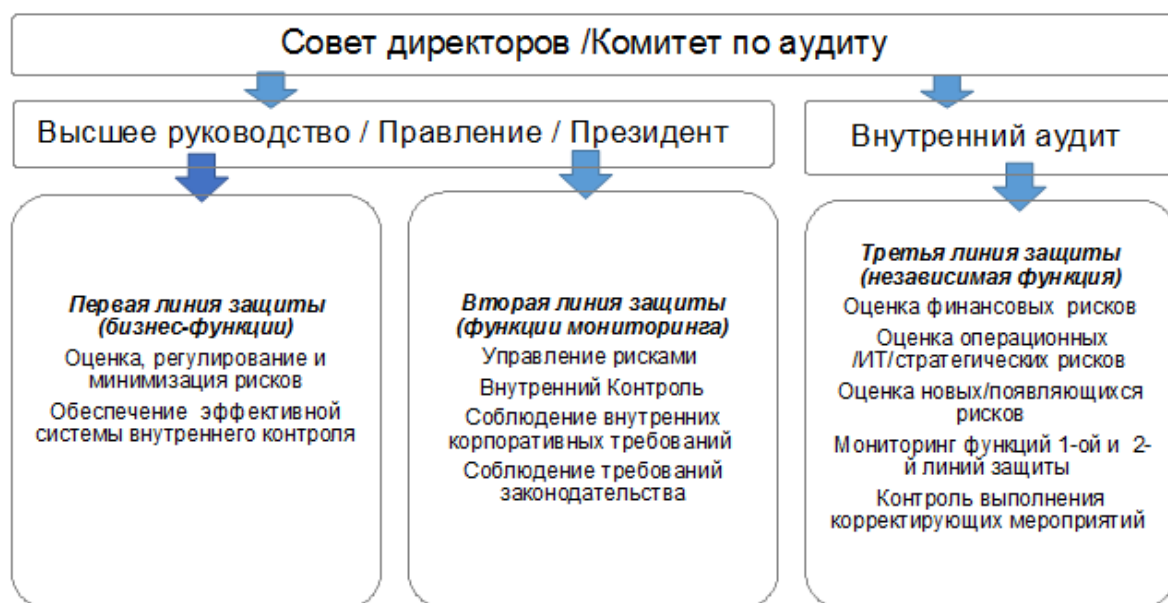 Совет директоров /Комитет по аудиту
Высшее руководство / Правление / Президент
Внутренний аудит
Первая линия защиты
(бизнес-функции)
Оценка, регулирование и
минимизация рисков
Обеспечение эффективной
системы внутреннего контроля
Вторая линия защиты
(функции мониторинга)
Управление рисками
Внутренний Контроль
Соблюдение внутренних
корпоративных требований
Соблюдение требований
законодательства
Третья линия защиты
(независимая функция)
Оценка финансовых рисков
Оценка операционных
/ИТ/стратегических рисков
Оценка новых/появляющихся
рисков
Мониторинг функций 1-ой и 2-
й линий защиты
Контроль выполнения
корректирующих мероприятий